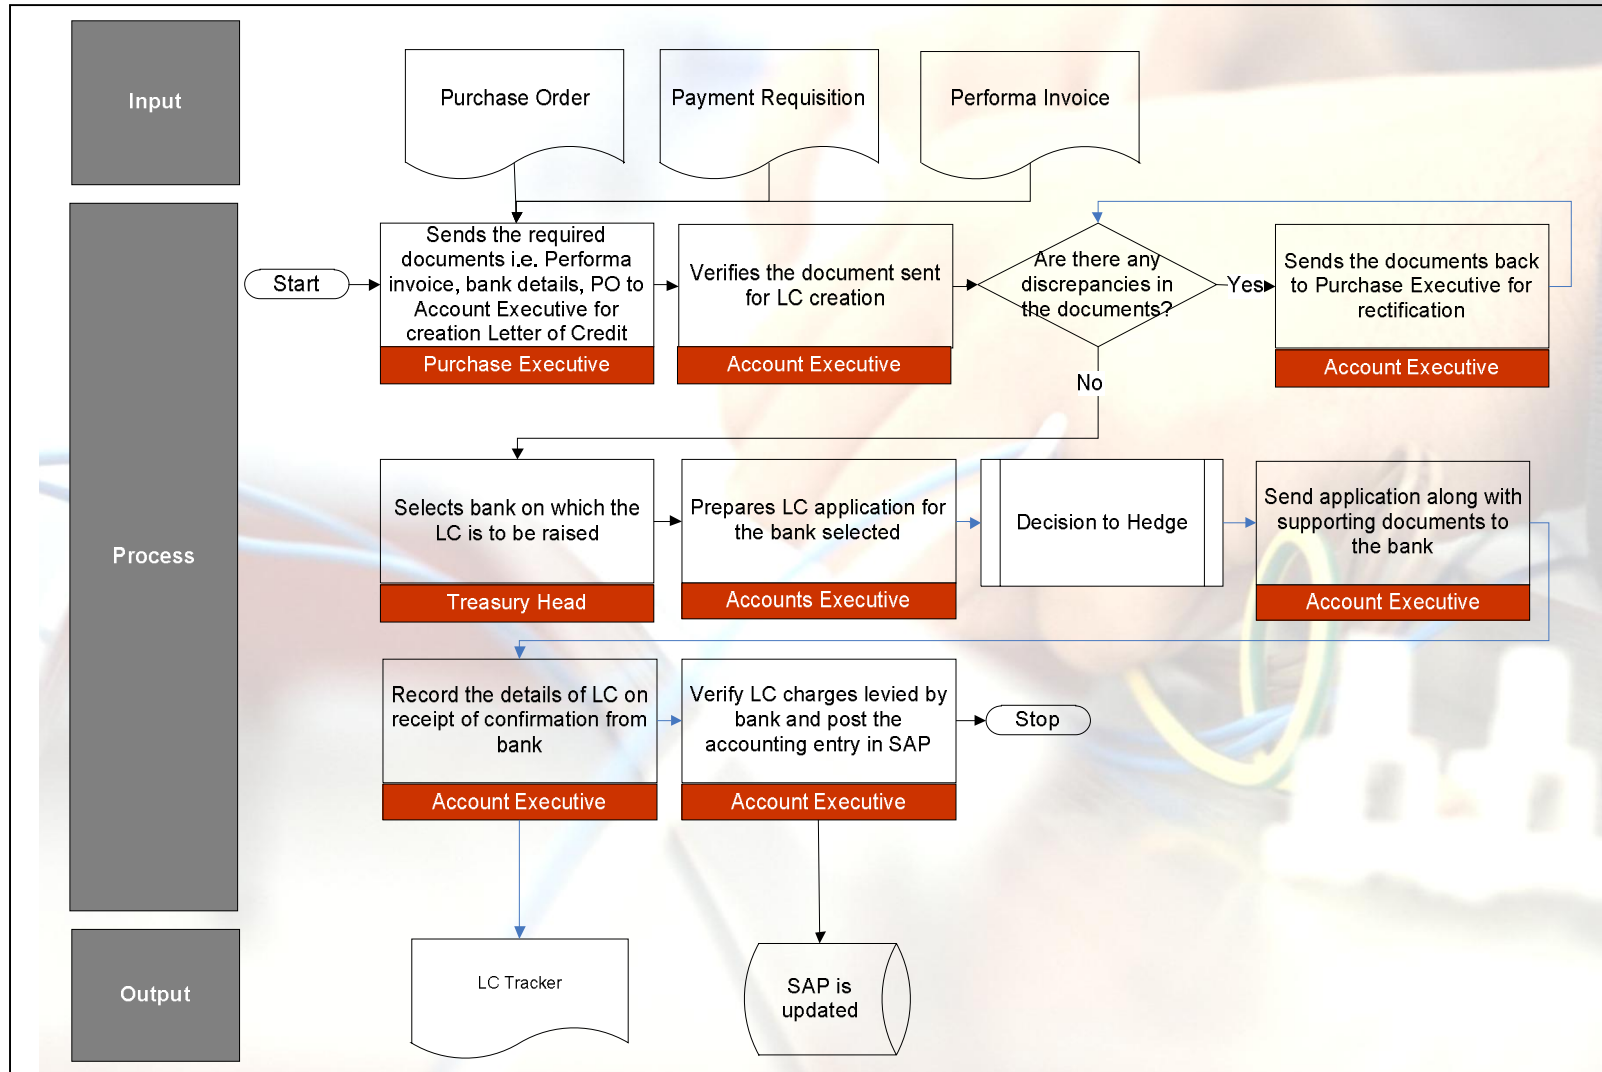 Input
Purchase Order
Payment Requisition
Performa Invoice
Process
Start
Sends the required
documents i.e. Performa
invoice, bank details, PO to
Account Executive for
creation Letter of Credit
Purchase Executive
Verifies the document sent
for LC creation
Account Executive
Are there any
discrepancies in
the documents?
Yes
Sends the documents back
to Purchase Executive for
rectification
Account Executive
No
Selects bank on which the
LC is to be raised
Treasury Head
Prepares LC application for
the bank selected
Accounts Executive
Decision to Hedge
Send application along with
supporting documents to
the bank
Account Executive
Record the details of LC on
receipt of confirmation from
bank
Account Executive
Verify LC charges levied by
bank and post the
accounting entry in SAP
Account Executive
Stop
Output
LC Tracker
SAP is
updated